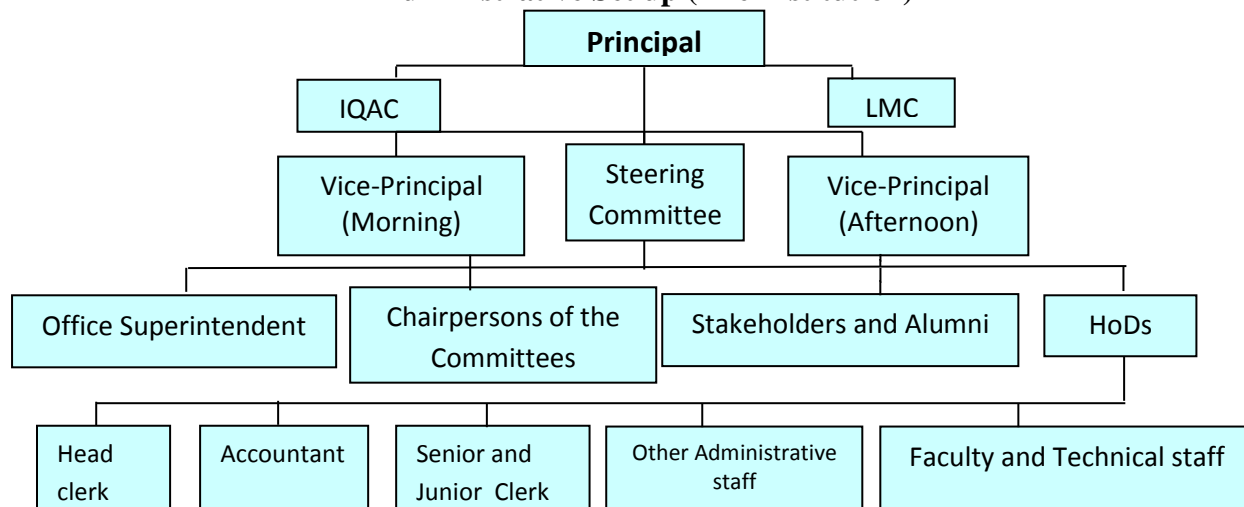 Principal
IQAC
LMC
Vice-Principal
(Morning)
Steering
Committee
Vice-Principal
(Afternoon)
Office Superintendent
Chairpersons of the
Committees
Stakeholders and Alumni
HoDs
Head
clerk
Accountant
Senior and
Junior Clerk
Other Administrative
staff
Faculty and Technical staff